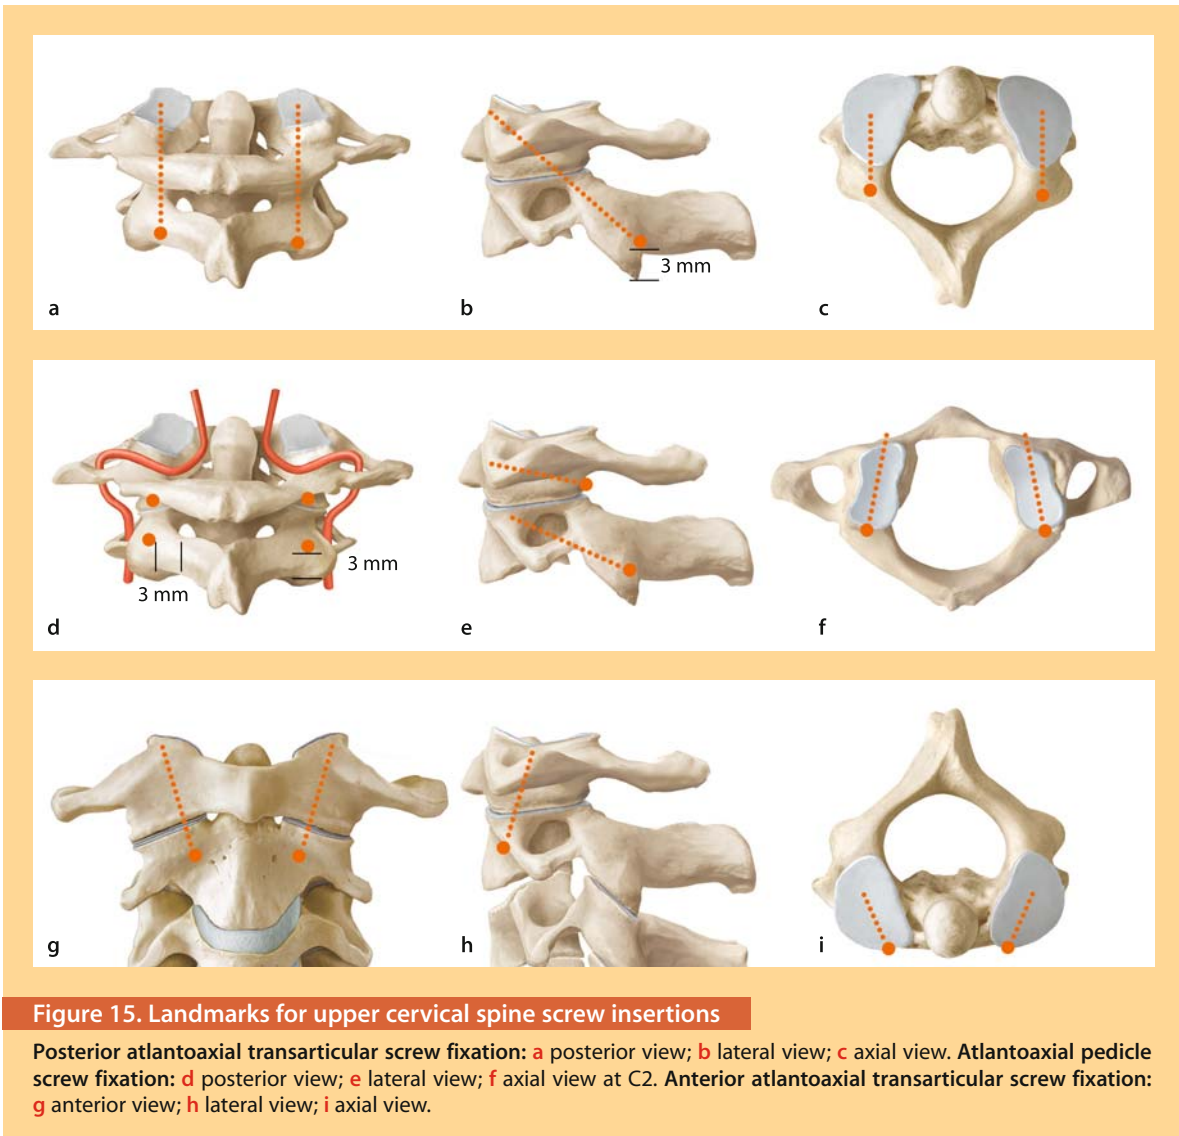 3 mm
a
b
c
3 mm
3 mm
d
e
f
g
h
i
Figure 15. Landmarks for upper cervical spine screw insertions
Posterior atlantoaxial transarticular screw fixation: a posterior view; b lateral view; c axial view. Atlantoaxial pedicle
screw fixation: d posterior view; e lateral view; f axial view at C2. Anterior atlantoaxial transarticular screw fixation:
g anterior view; h lateral view; i axial view.